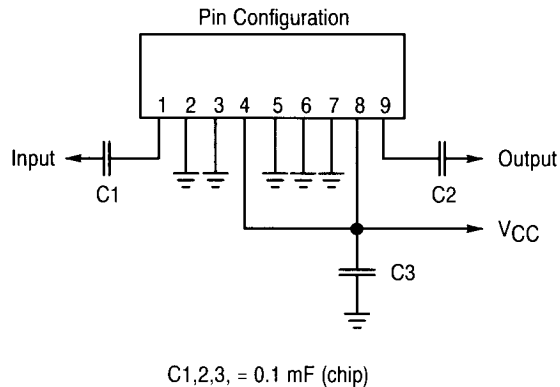 Pin Configuration
1 2 3 4 5 6 7 8 9
Input
C1
C2
Output
VCC
C3
C1,2,3, = 0.1 mF (chip)